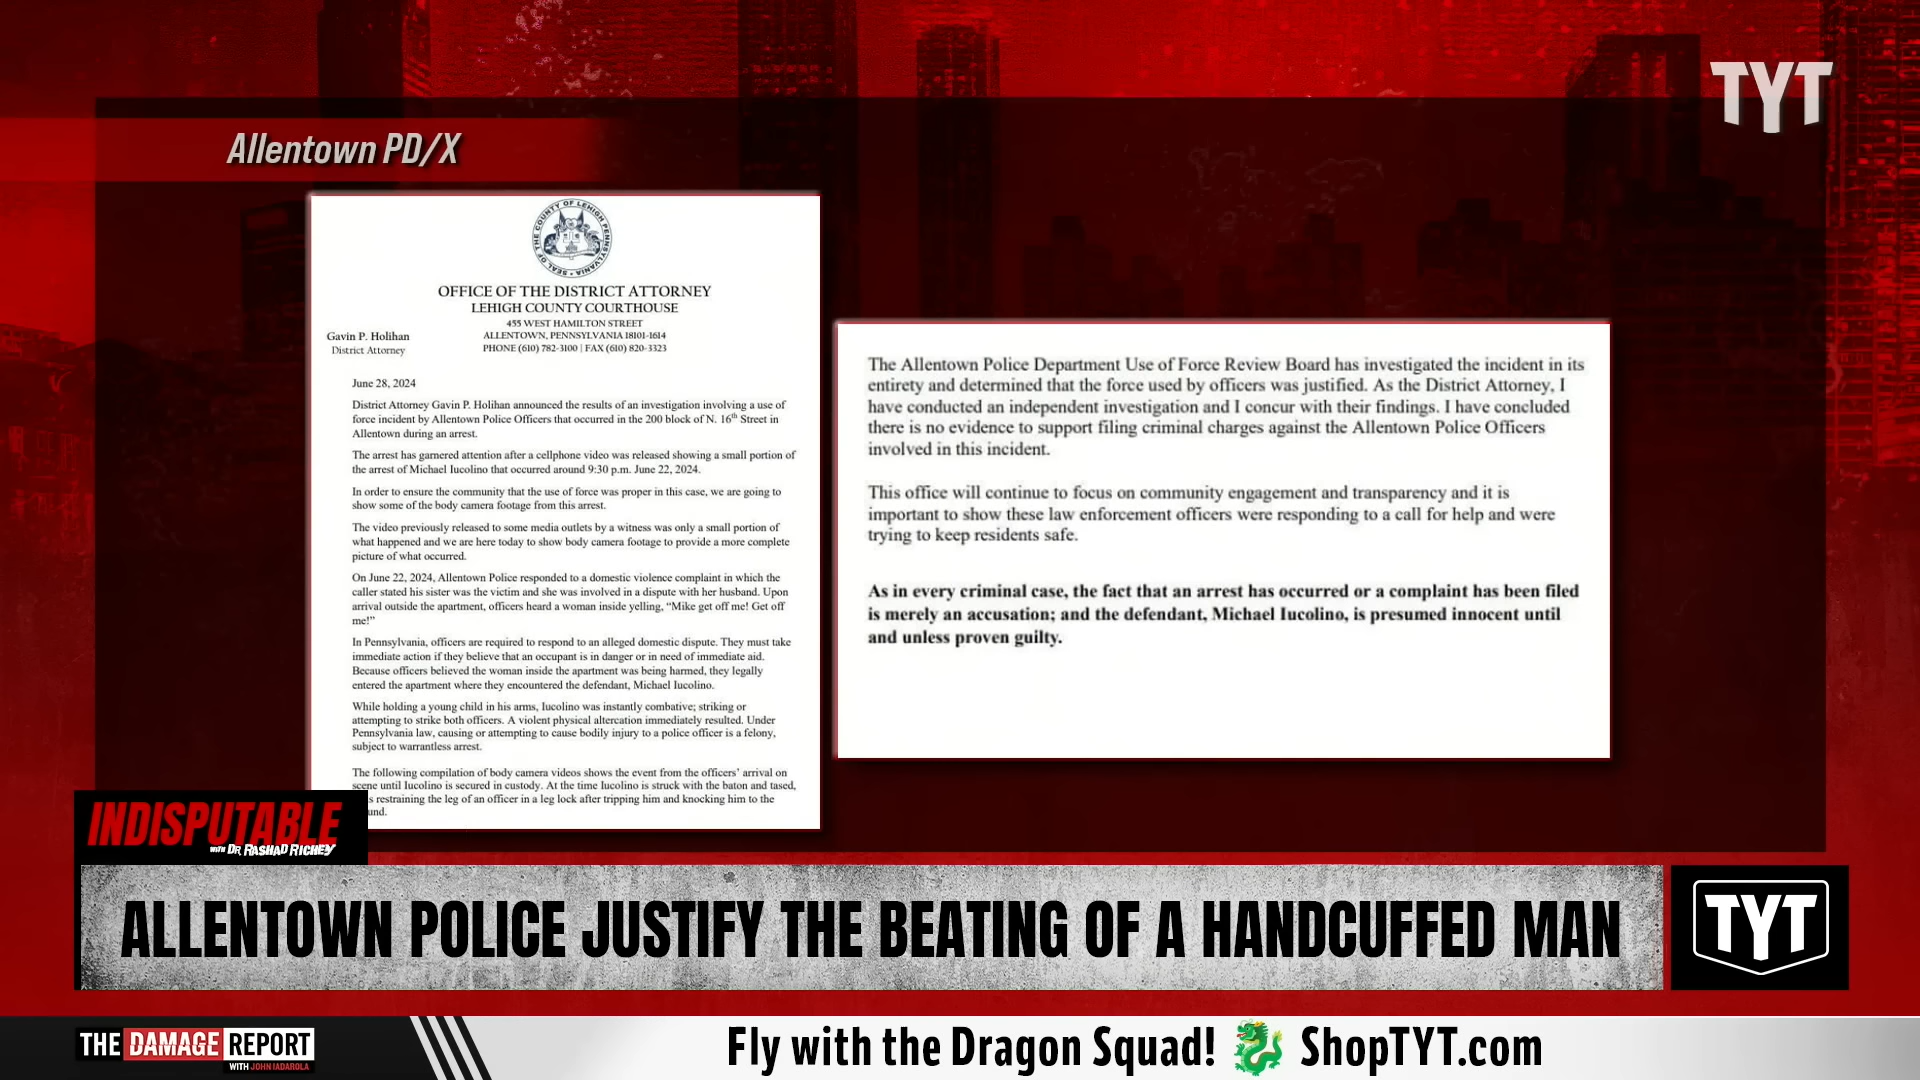 TYT
Allentown PD/X
SEAL OF THE COUNTY OF LEHIGH PENNSYLVANIA
OFFICE OF THE DISTRICT ATTORNEY
LEHIGH COUNTY COURTHOUSE
455 WEST HAMILTON STREET
ALLENTOWN, PENNSYLVANIA 18101-1614
PHONE (610) 782-3100 | FAX (610) 820-3323
Gavin P. Holihan
District Attorney
June 28, 2024
District Attorney Gavin P. Holihan announced the results of an investigation involving a use of
force incident by Allentown Police Officers that occurred in the 200 block of N. 16th Street in
Allentown during an arrest.
The arrest has garnered attention after a cellphone video was released showing a small portion of
the arrest of Michael Iucolino that occurred around 9:30 p.m. June 22, 2024.
In order to ensure the community that the use of force was proper in this case, we are going to
show some of the body camera footage from this arrest.
The video previously released to some media outlets by a witness was only a small portion of
what happened and we are here today to show body camera footage to provide a more complete
picture of what occurred.
On June 22, 2024, Allentown Police responded to a domestic violence complaint in which the
caller stated his sister was the victim and she was involved in a dispute with her husband. Upon
arrival outside the apartment, officers heard a woman inside yelling, “Mike get off me! Get off
me!”
In Pennsylvania, officers are required to respond to an alleged domestic dispute. They must take
immediate action if they believe that an occupant is in danger or in need of immediate aid.
Because officers believed the woman inside the apartment was being harmed, they legally
entered the apartment where they encountered the defendant, Michael Iucolino.
While holding a young child in his arms, Iucolino was instantly combative; striking or
attempting to strike both officers. A violent physical altercation immediately resulted. Under
Pennsylvania law, causing or attempting to cause bodily injury to a police officer is a felony,
subject to warrantless arrest.
The following compilation of body camera videos shows the event from the officers’ arrival on
scene until Iucolino is secured in custody. At the time Iucolino is struck with the baton and tased,
restraining the leg of an officer in a leg lock after tripping him and knocking him to the
The Allentown Police Department Use of Force Review Board has investigated the incident in its
entirety and determined that the force used by officers was justified. As the District Attorney, I
have conducted an independent investigation and I concur with their findings. I have concluded
there is no evidence to support filing criminal charges against the Allentown Police Officers
involved in this incident.
This office will continue to focus on community engagement and transparency and it is
important to show these law enforcement officers were responding to a call for help and were
trying to keep residents safe.
As in every criminal case, the fact that an arrest has occurred or a complaint has been filed
is merely an accusation; and the defendant, Michael Iucolino, is presumed innocent until
and unless proven guilty.
INDISPUTABLE
WITH DR RASHAD RICHEY
ALLENTOWN POLICE JUSTIFY THE BEATING OF A HANDCUFFED MAN
TYT
THE DAMAGE REPORT
WITH JOHN IADAROLA
Fly with the Dragon Squad! ShopTYT.com